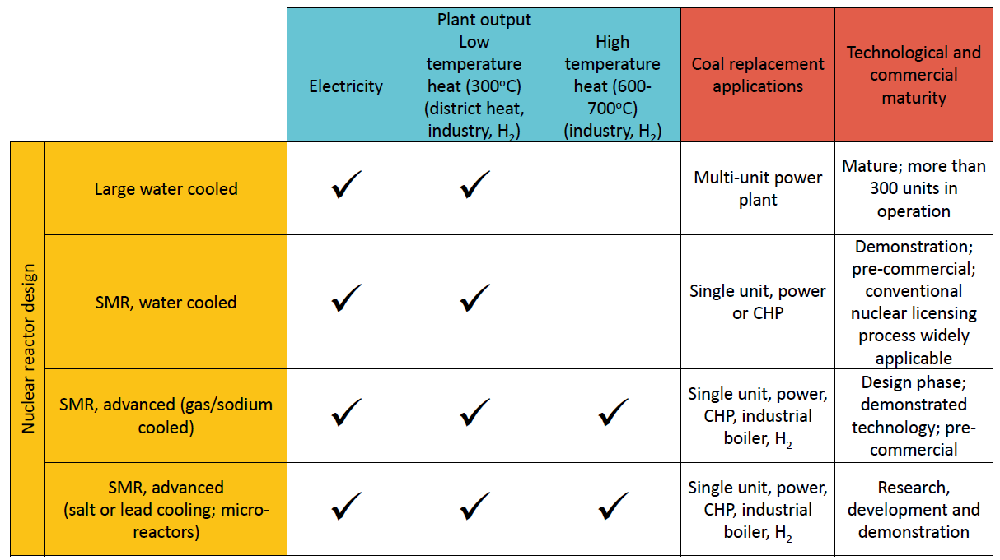 Plant output
Electricity
Low
temperature
heat (300°C)
(district heat,
industry, H₂)
High
temperature
heat (600-
700°C)
(industry, H₂)
Coal replacement
applications
Technological and
commercial
maturity
Nuclear reactor design
Large water cooled
✓
✓
Multi-unit power
plant
Mature; more than
300 units in
operation
SMR, water cooled
✓
✓
Single unit, power
or CHP
Demonstration;
pre-commercial;
conventional
nuclear licensing
process widely
applicable
SMR, advanced (gas/sodium
cooled)
✓
✓
✓
Single unit, power,
CHP, industrial
boiler, H₂
Design phase;
demonstrated
technology; pre-
commercial
SMR, advanced
(salt or lead cooling; micro-
reactors)
✓
✓
✓
Single unit, power,
CHP, industrial
boiler, H₂
Research,
development and
demonstration